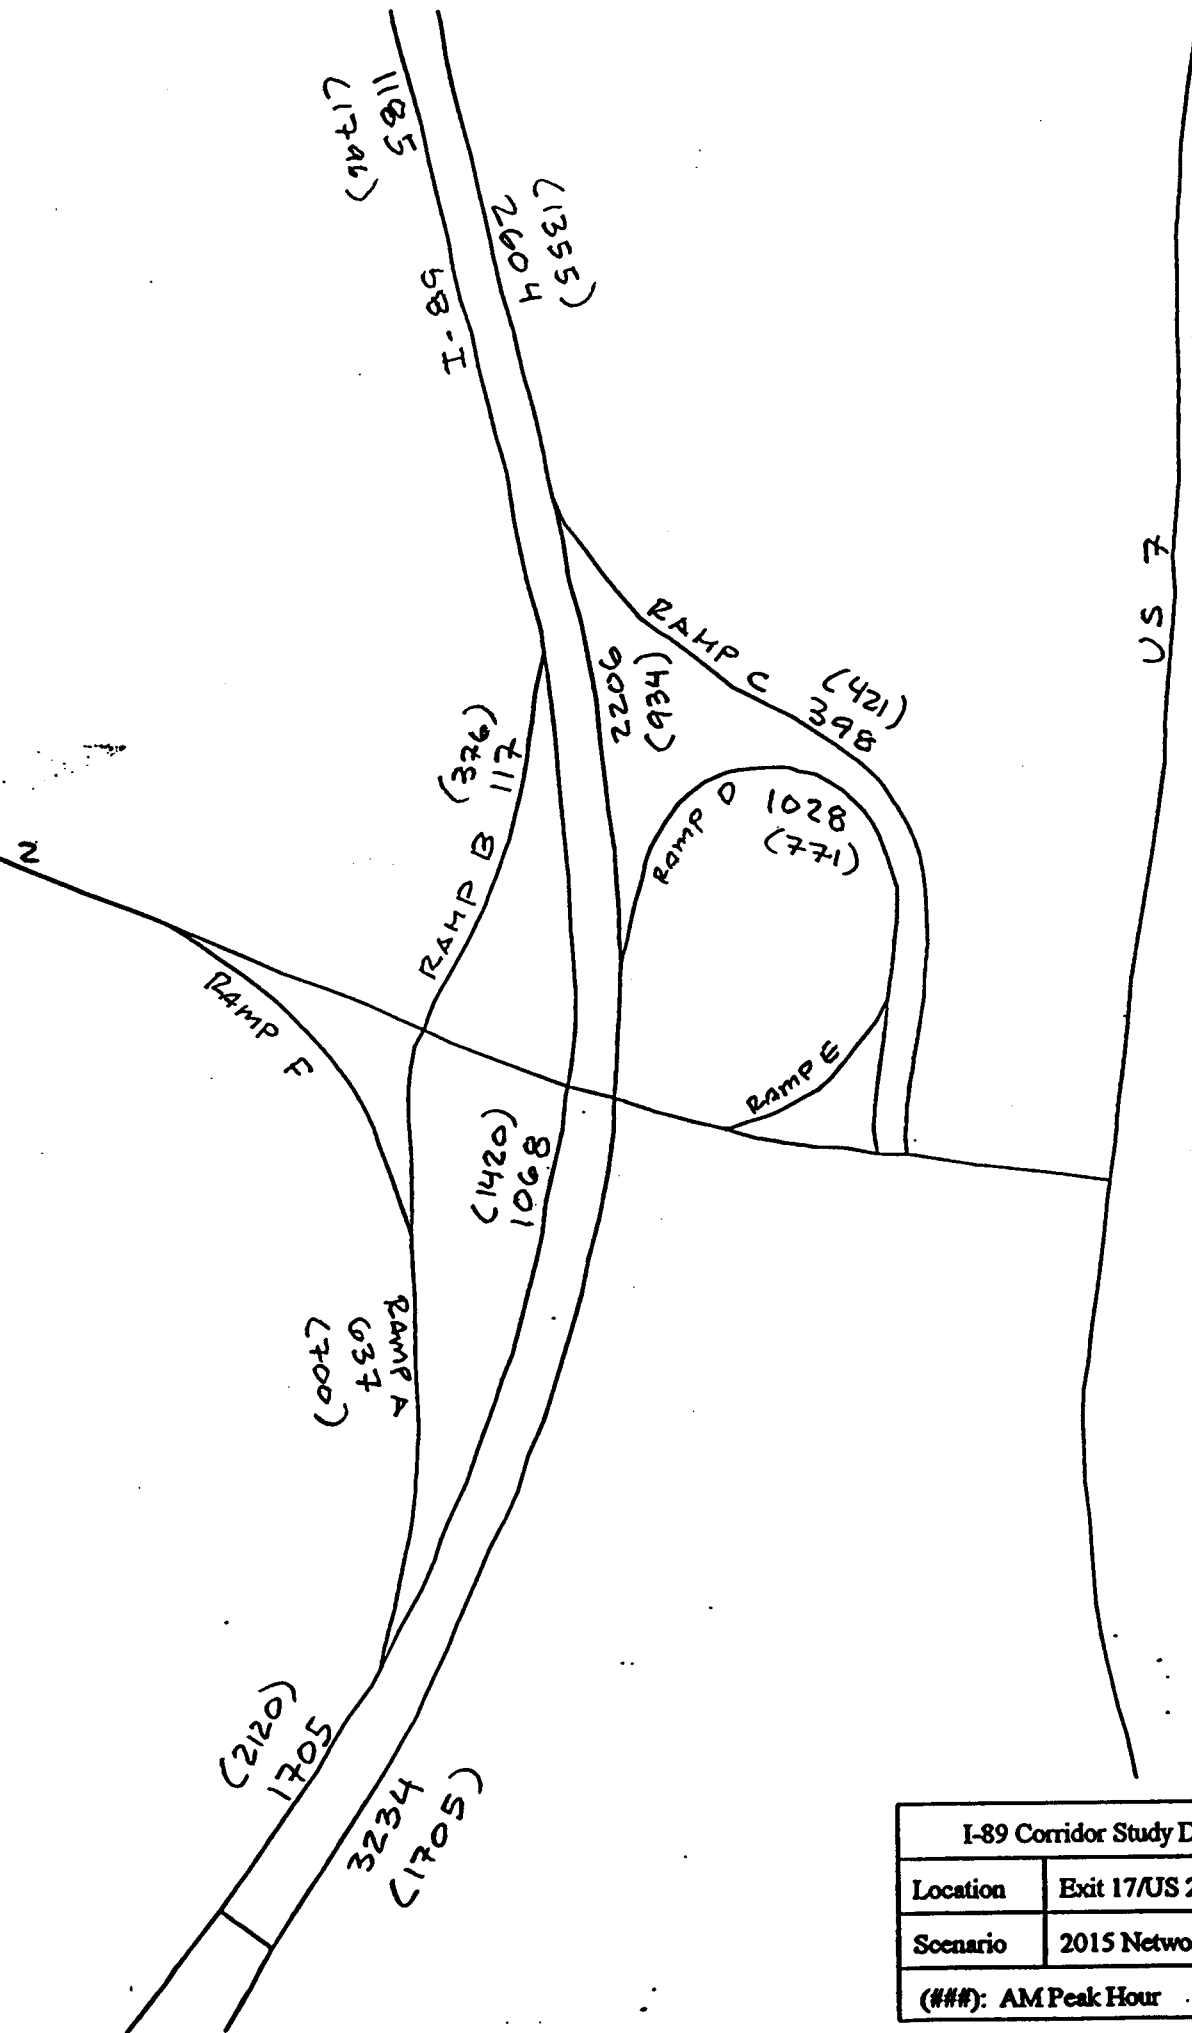 1185
(1796)
(1355)
2604
I-89
US 7
RAMP C
(421)
398
2206
(934)
(376)
117
RAMP D
1028
(771)
RAMP B
2
RAMP F
RAMP E
(1420)
1068
RAMP A
637
(700)
(2120)
1705
3234
(1705)
I-89 Corridor Study D
Location Exit 17/US 2
Scenario 2015 Netwo
(###): AM Peak Hour